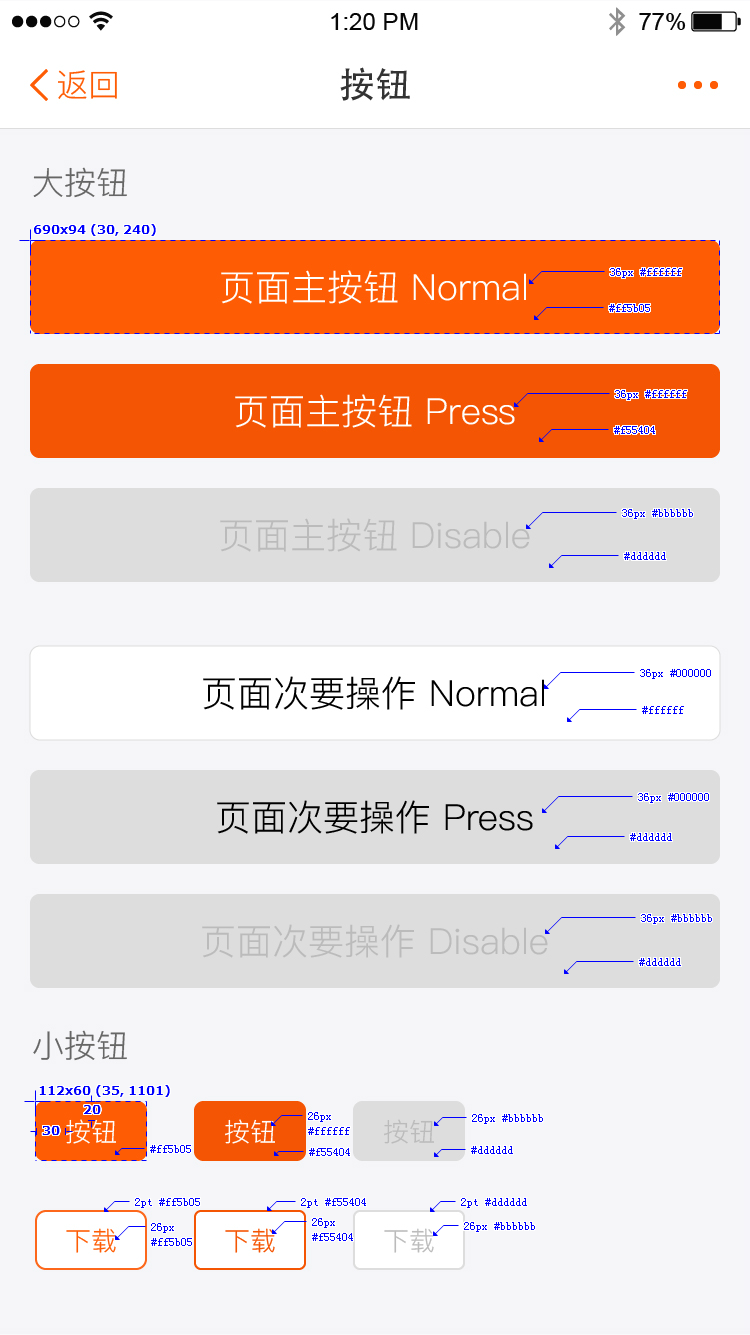 1:20 PM
77%
返回
按钮
大按钮
690x94 (30, 240)
页面主按钮 Normal
36px #ffffff
#ff5b05
页面主按钮 Press
36px #ffffff
#f55404
页面主按钮 Disable
36px #bbbbbb
#dddddd
页面次要操作 Normal
36px #000000
#ffffff
页面次要操作 Press
36px #000000
#dddddd
页面次要操作 Disable
36px #bbbbbb
#dddddd
小按钮
112x60 (35, 1101)
20
30
按钮
#ff5b05
按钮
26px
#ffffff
#f55404
按钮
26px #bbbbbb
#dddddd
2pt #ff5b05
下载
26px
#ff5b05
2pt #f55404
下载
26px
#f55404
2pt #dddddd
下载
26px #bbbbbb